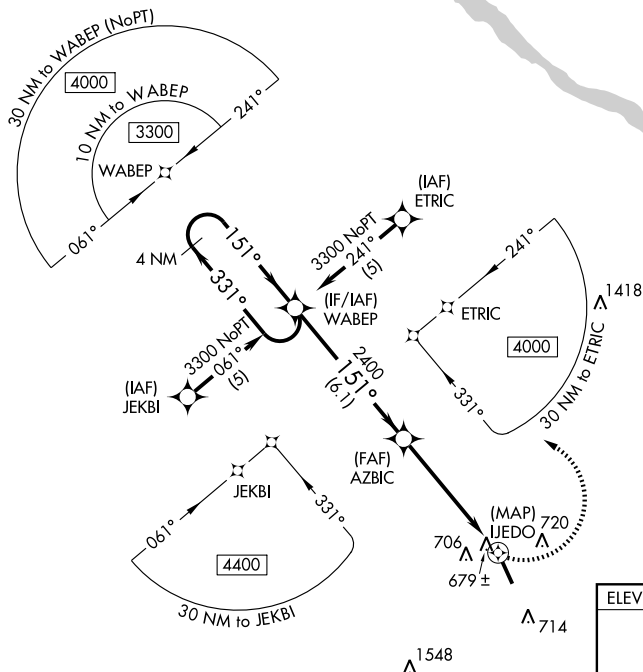 30 NM to WABEP (NoPT)
4000
10 NM to WABEP
3300
241°
WABEP
061°
(IAF)
ETRIC
3300 NoPT
241°
(5)
4 NM
151°
331°
(IF/IAF)
WABEP
3300 NoPT
061°
(5)
(IAF)
JEKBI
2400
151°
(6.1)
(FAF)
AZBIC
241°
ETRIC
1418
4000
331°
30 NM to ETRIC
JEKBI
061°
331°
4400
30 NM to JEKBI
(MAP)
IJEDO
720
706
679 ±
714
1548
ELEV